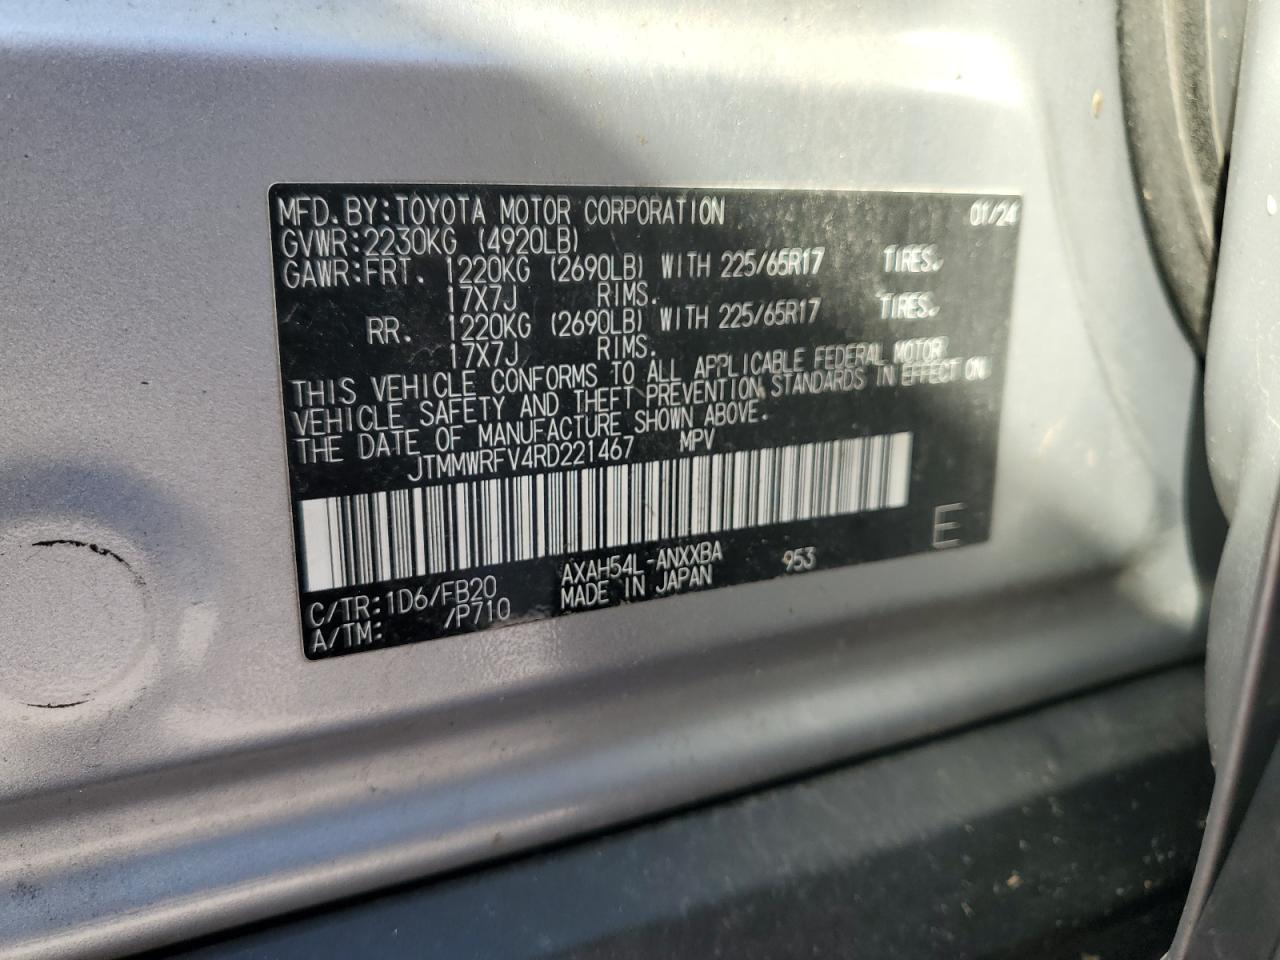 MFD.BY:TOYOTA MOTOR CORPORATION 01/24
GVWR:2230KG (4920LB)
GAWR:FRT. 1220KG (2690LB) WITH 225/65R17 TIRES.
17X7J RIMS.
RR. 1220KG (2690LB) WITH 225/65R17 TIRES.
17X7J RIMS.
THIS VEHICLE CONFORMS TO ALL APPLICABLE FEDERAL MOTOR
VEHICLE SAFETY AND THEFT PREVENTION STANDARDS IN EFFECT ON
THE DATE OF MANUFACTURE SHOWN ABOVE.
JTMMWRFV4RD221467 MPV
E
C/TR:1D6/FB20 AXAH54L-ANXXBA 953
A/TM: /P710 MADE IN JAPAN